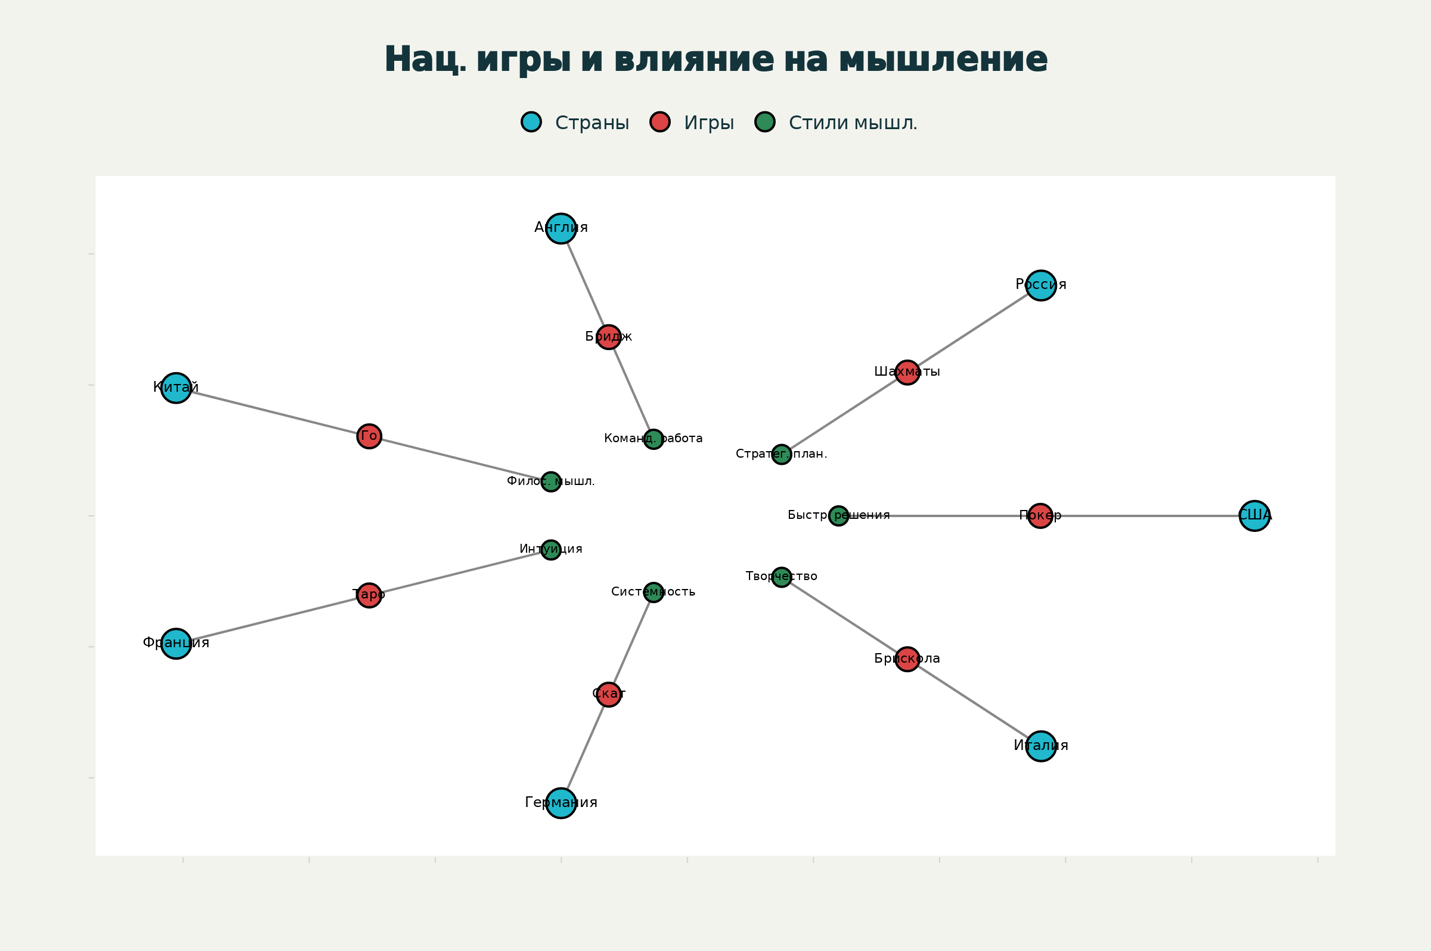 Нац. игры и влияние на мышление
Страны
Игры
Стили мышл.
Англия
Россия
Бридж
Шахматы
Китай
Го
Команд. работа
Стратег. план.
Филос. мышл.
Быстр. решения
Покер
США
Интуиция
Творчество
Системность
Таро
Франция
Брискола
Скат
Италия
Германия